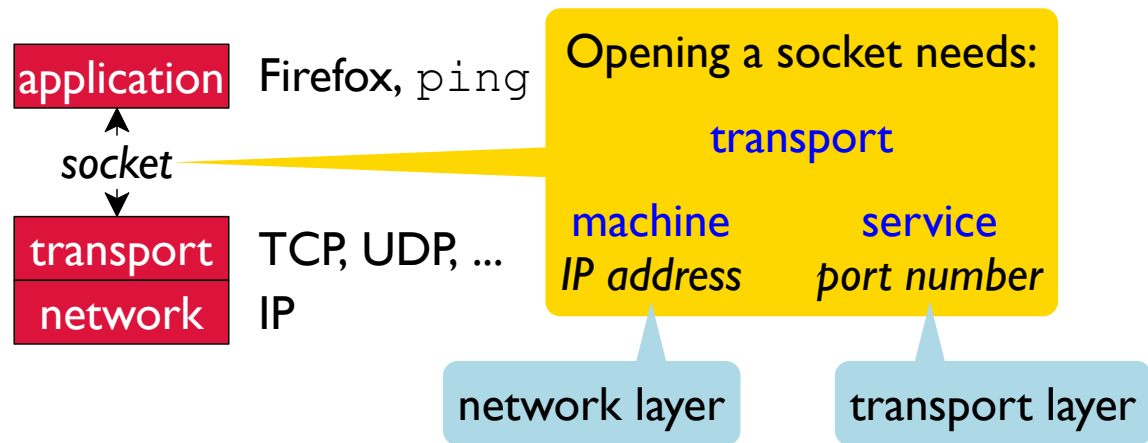 application
Firefox, ping
socket
transport
TCP, UDP, ...
network
IP
Opening a socket needs:
transport
machine
service
IP address
port number
network layer
transport layer